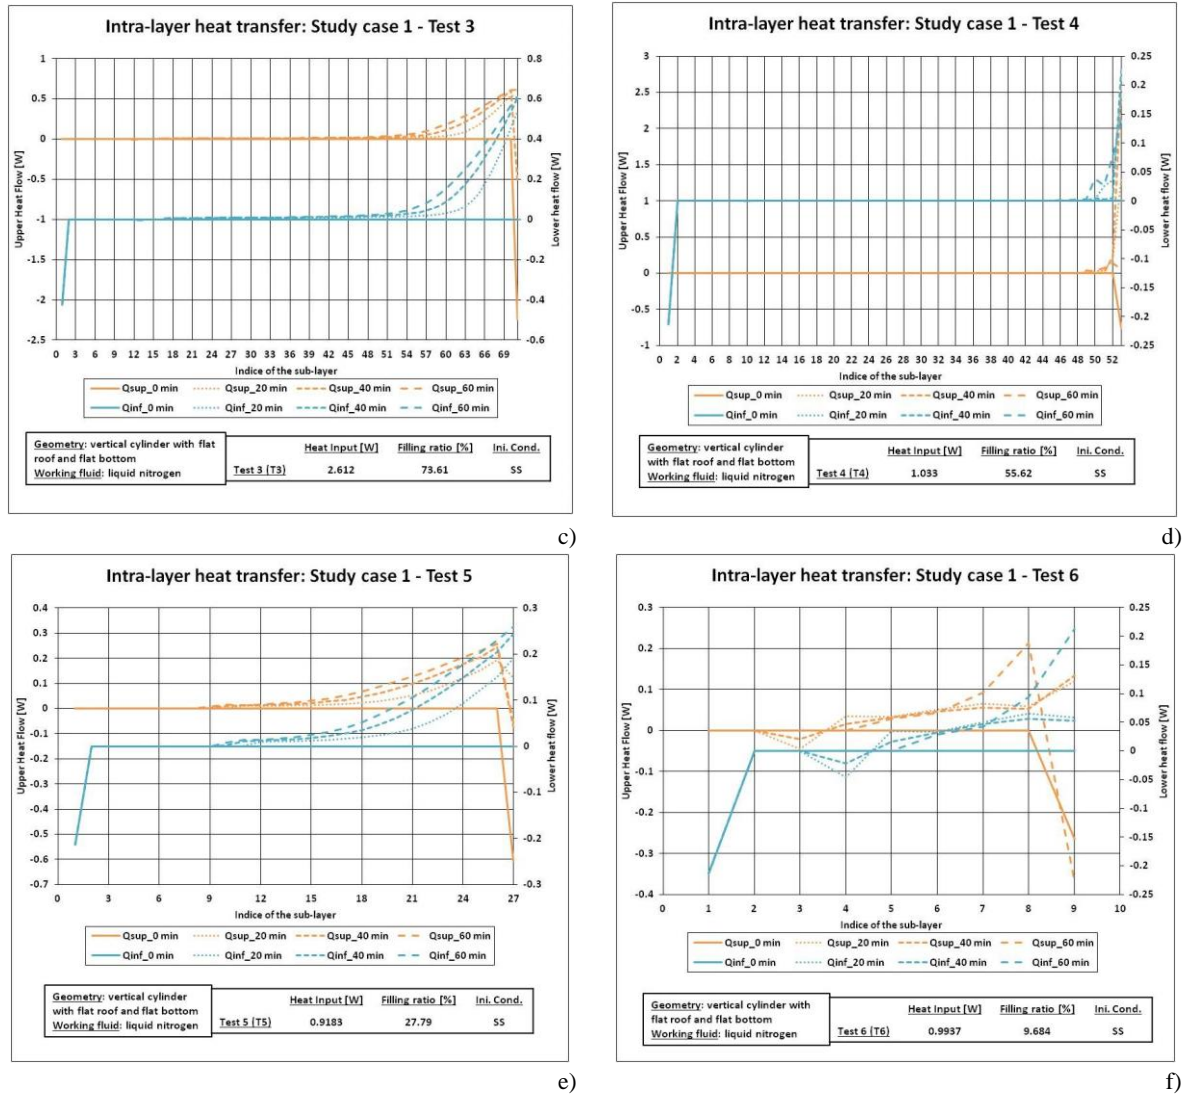 Intra-layer heat transfer: Study case 1 - Test 3
1
0.5
0
-0.5
-1
-1.5
-2
-2.5
Upper Heat Flow [W]
0.8
0.6
0.4
0.2
0
-0.2
-0.4
-0.6
Lower heat flow [W]
0 3 6 9 12 15 18 21 24 27 30 33 36 39 42 45 48 51 54 57 60 63 66 69
Indice of the sub-layer
Qsup_0 min Qsup_20 min Qsup_40 min Qsup_60 min
Qinf_0 min Qinf_20 min Qinf_40 min Qinf_60 min
Geometry: vertical cylinder with flat
roof and flat bottom
Working fluid: liquid nitrogen
Heat Input [W] Filling ratio [%] Ini. Cond.
Test 3 (T3) 2.612 73.61 SS
c)
Intra-layer heat transfer: Study case 1 - Test 4
3
2.5
2
1.5
1
0.5
0
-0.5
-1
Upper Heat Flow [W]
0.25
0.2
0.15
0.1
0.05
0
-0.05
-0.1
-0.15
-0.2
-0.25
Lower heat flow [W]
0 2 4 6 8 10 12 14 16 18 20 22 24 26 28 30 32 34 36 38 40 42 44 46 48 50 52
Indice of the sub-layer
Qsup_0 min Qsup_20 min Qsup_40 min Qsup_60 min
Qinf_0 min Qinf_20 min Qinf_40 min Qinf_60 min
Geometry: vertical cylinder
with flat roof and flat bottom
Working fluid: liquid nitrogen
Heat Input [W] Filling ratio [%] Ini. Cond.
Test 4 (T4) 1.033 55.62 SS
d)
Intra-layer heat transfer: Study case 1 - Test 5
0.4
0.3
0.2
0.1
0
-0.1
-0.2
-0.3
-0.4
-0.5
-0.6
-0.7
Upper Heat Flow [W]
0.3
0.2
0.1
0
-0.1
-0.2
-0.3
Lower heat flow [W]
0 3 6 9 12 15 18 21 24 27
Indice of the sub-layer
Qsup_0 min Qsup_20 min Qsup_40 min Qsup_60 min
Qinf_0 min Qinf_20 min Qinf_40 min Qinf_60 min
Geometry: vertical cylinder
with flat roof and flat bottom
Working fluid: liquid nitrogen
Heat Input [W] Filling ratio [%] Ini. Cond.
Test 5 (T5) 0.9183 27.79 SS
e)
Intra-layer heat transfer: Study case 1 - Test 6
0.3
0.2
0.1
0
-0.1
-0.2
-0.3
-0.4
Upper Heat Flow [W]
0.25
0.2
0.15
0.1
0.05
0
-0.05
-0.1
-0.15
-0.2
-0.25
Lower heat flow [W]
0 1 2 3 4 5 6 7 8 9 10
Indice of the sub-layer
Qsup_0 min Qsup_20 min Qsup_40 min Qsup_60 min
Qinf_0 min Qinf_20 min Qinf_40 min Qinf_60 min
Geometry: vertical cylinder with
flat roof and flat bottom
Working fluid: liquid nitrogen
Heat Input [W] Filling ratio [%] Ini. Cond.
Test 6 (T6) 0.9937 9.684 SS
f)